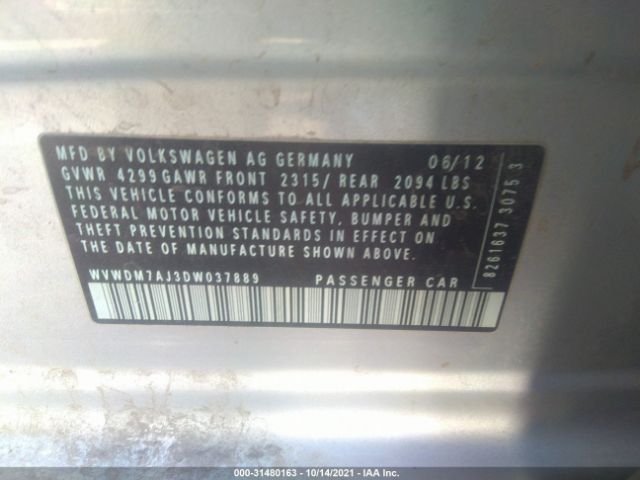 MFD BY VOLKSWAGEN AG GERMANY 06/12
GVWR 4299 GAWR FRONT 2315/ REAR 2094 LBS
THIS VEHICLE CONFORMS TO ALL APPLICABLE U.S.
FEDERAL MOTOR VEHICLE SAFETY, BUMPER AND
THEFT PREVENTION STANDARDS IN EFFECT ON
THE DATE OF MANUFACTURE SHOWN ABOVE.
WVWDM7AJ3DW037889 PASSENGER CAR
8261637 3075 3
000-31480163 - 10/14/2021 - IAA Inc.